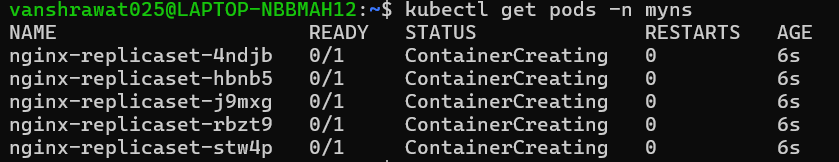 vanshrawat025@LAPTOP-NBBMAH12:~$ kubectl get pods -n myns
NAME READY STATUS RESTARTS AGE
nginx-replicaset-4ndjb 0/1 ContainerCreating 0 6s
nginx-replicaset-hbnb5 0/1 ContainerCreating 0 6s
nginx-replicaset-j9mxg 0/1 ContainerCreating 0 6s
nginx-replicaset-rbzt9 0/1 ContainerCreating 0 6s
nginx-replicaset-stw4p 0/1 ContainerCreating 0 6s